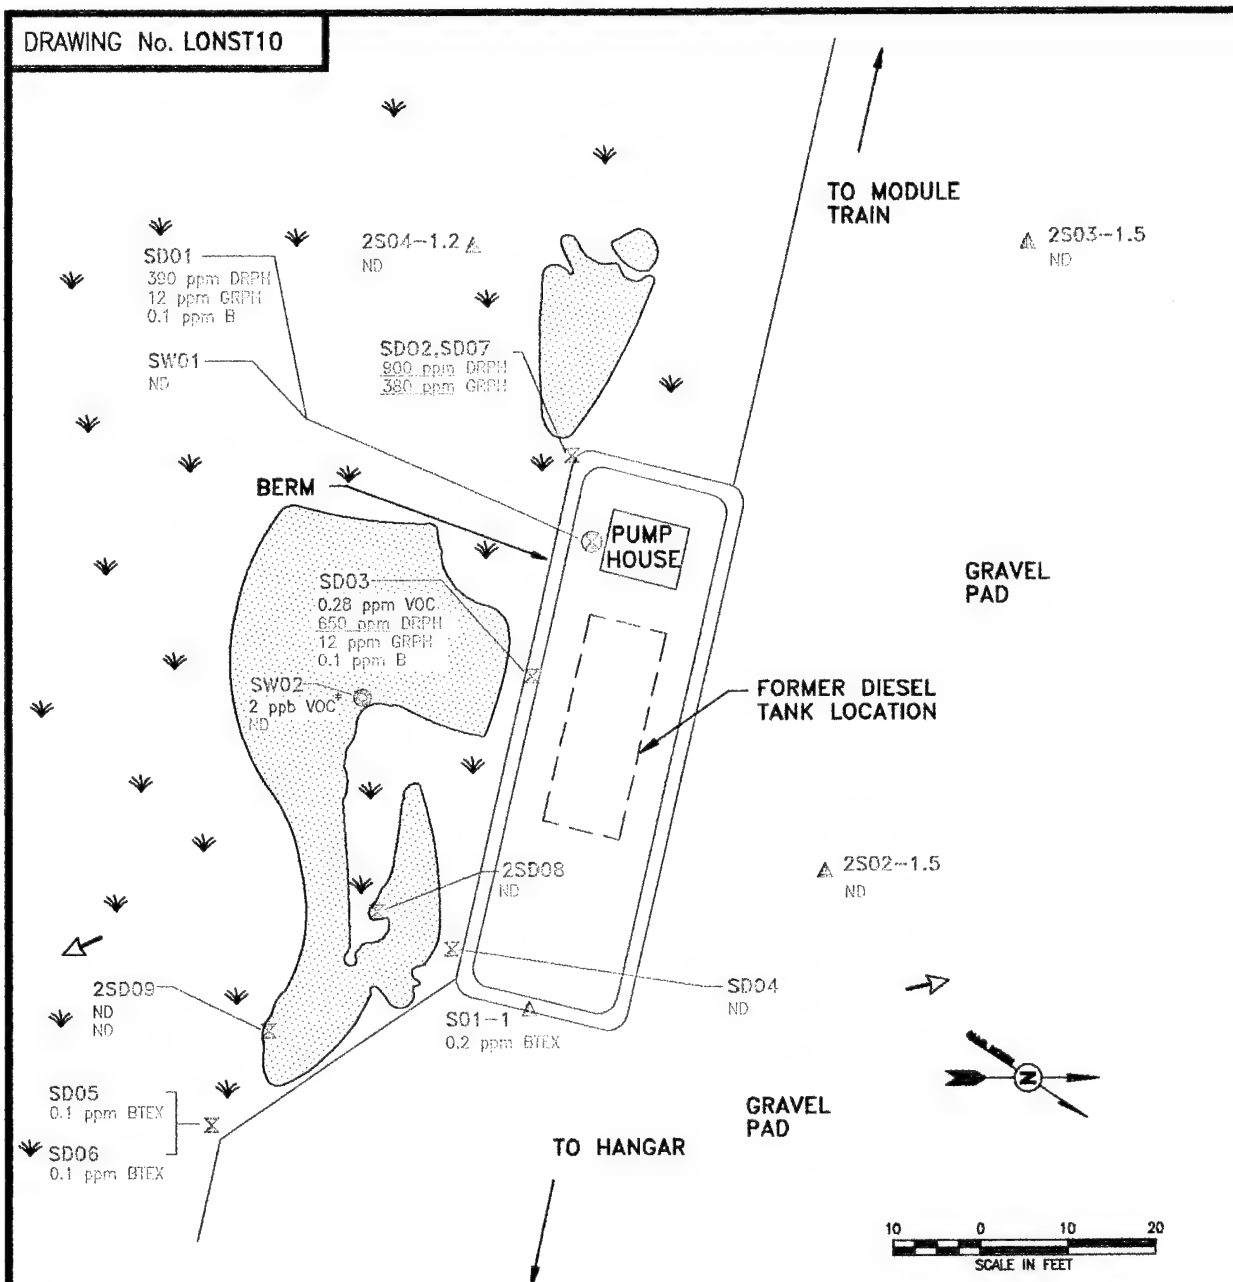 DRAWING No. LONST10
TO MODULE
TRAIN
2S04-1.2
ND
2S03-1.5
ND
SD01
390 ppm DRPH
12 ppm GRPH
0.1 ppm B
SW01
ND
SD02,SD07
900 ppm DRPH
380 ppm GRPH
BERM
PUMP
HOUSE
GRAVEL
PAD
SD03
0.28 ppm VOC
650 ppm DRPH
12 ppm GRPH
0.1 ppm B
SW02
2 ppb VOC*
ND
FORMER DIESEL
TANK LOCATION
2SD08
ND
2S02-1.5
ND
2SD09
ND
ND
SD04
ND
S01-1
0.2 ppm BTEX
N
SD05
0.1 ppm BTEX
SD06
0.1 ppm BTEX
GRAVEL
PAD
TO HANGAR
10 0 10 20
SCALE IN FEET